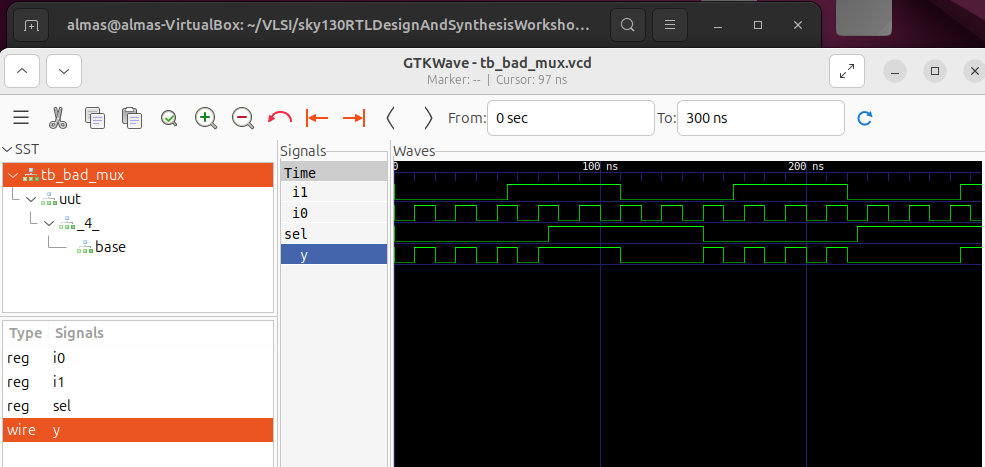 almas@almas-VirtualBox: ~/VLSI/sky130RTLDesignAndSynthesisWorksho...
GTKWave - tb_bad_mux.vcd
Marker: -- | Cursor: 97 ns
From: 0 sec To: 300 ns
SST
tb_bad_mux
uut
_4_
base
Type Signals
reg i0
reg i1
reg sel
wire y
Signals
Time
i1
i0
sel
y
Waves
0 100 ns 200 ns